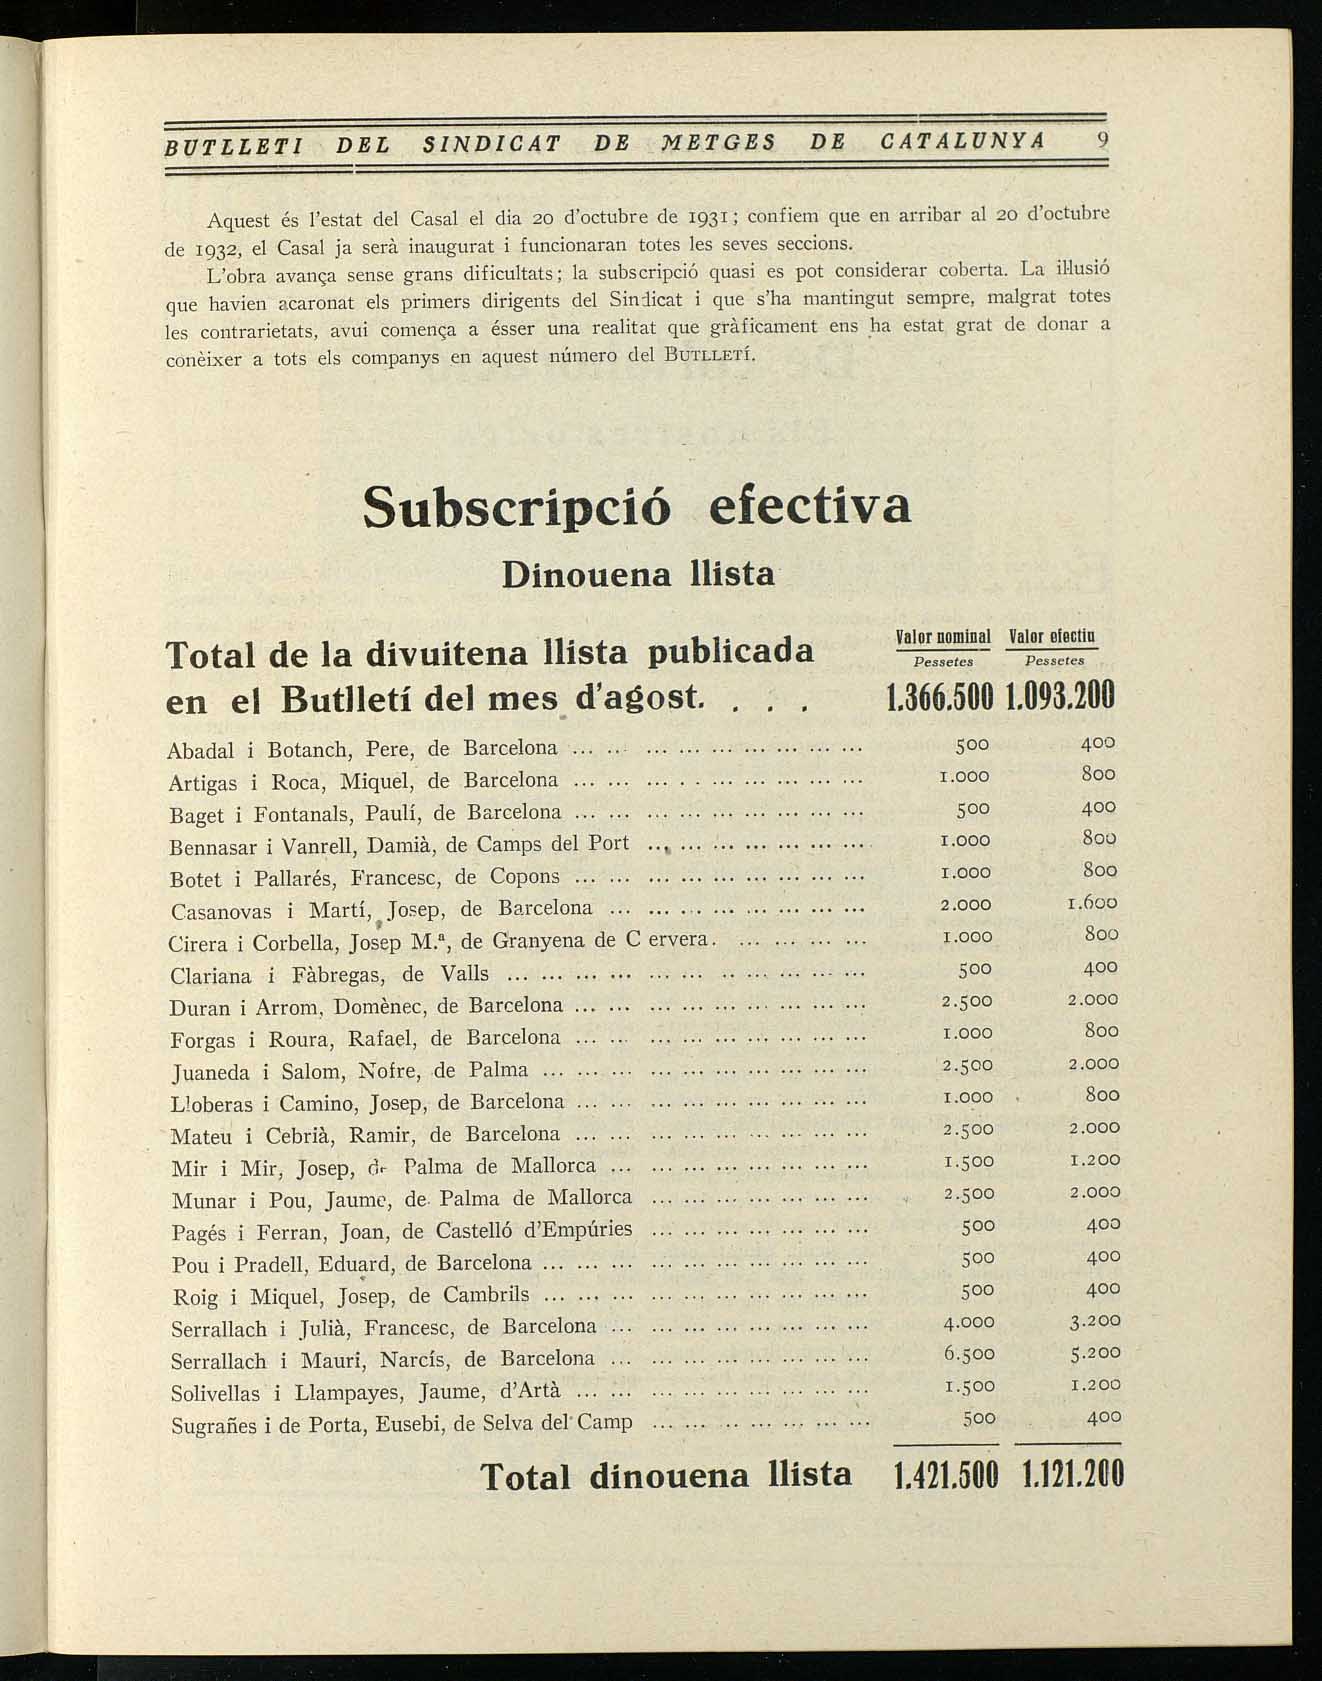 BUTLLETI DEL SINDICAT DE METGES DE CATALUNYA 9
Aquest és l'estat del Casal el dia 20 d'octubre de 1931; confiem que en arribar al 20 d'octubre
de 1932, el Casal ja serà inaugurat i funcionaran totes les seves seccions.
L'obra avança sense grans dificultats; la subscripció quasi es pot considerar coberta. La il·lusió
que havien acaronat els primers dirigents del Sindicat i que s'ha mantingut sempre, malgrat totes
les contrarietats, avui comença a ésser una realitat que gràficament ens ha estat grat de donar a
conèixer a tots els companys en aquest número del BUTLLETÍ.
Subscripció efectiva
Dinouena llista
Valor nominal Valor efectiu
Pessetes Pessetes
Total de la divuitena llista publicada
en el Butlletí del mes d'agost. . . . 1.366.500 1.093.200
Abadal i Botanch, Pere, de Barcelona ... 500 400
Artigas i Roca, Miquel, de Barcelona ... 1.000 800
Baget i Fontanals, Paulí, de Barcelona ... 500 400
Bennasar i Vanrell, Damià, de Camps del Port ... 1.000 800
Botet i Pallarés, Francesc, de Copons ... 1.000 800
Casanovas i Martí, Josep, de Barcelona ... 2.000 1.600
Cirera i Corbella, Josep M.ª, de Granyena de C ervera. ... 1.000 800
Clariana i Fàbregas, de Valls ... 500 400
Duran i Arrom, Domènec, de Barcelona ... 2.500 2.000
Forgas i Roura, Rafael, de Barcelona ... 1.000 800
Juaneda i Salom, Nofre, de Palma ... 2.500 2.000
Lloberas i Camino, Josep, de Barcelona ... 1.000 800
Mateu i Cebrià, Ramir, de Barcelona ... 2.500 2.000
Mir i Mir, Josep, de Palma de Mallorca ... 1.500 1.200
Munar i Pou, Jaume, de Palma de Mallorca ... 2.500 2.000
Pagés i Ferran, Joan, de Castelló d'Empúries ... 500 400
Pou i Pradell, Eduard, de Barcelona ... 500 400
Roig i Miquel, Josep, de Cambrils ... 500 400
Serrallach i Julià, Francesc, de Barcelona ... 4.000 3.200
Serrallach i Mauri, Narcís, de Barcelona ... 6.500 5.200
Solivellas i Llampayes, Jaume, d'Artà ... 1.500 1.200
Sugrañes i de Porta, Eusebi, de Selva del Camp ... 500 400
Total dinouena llista 1.421.500 1.121.200